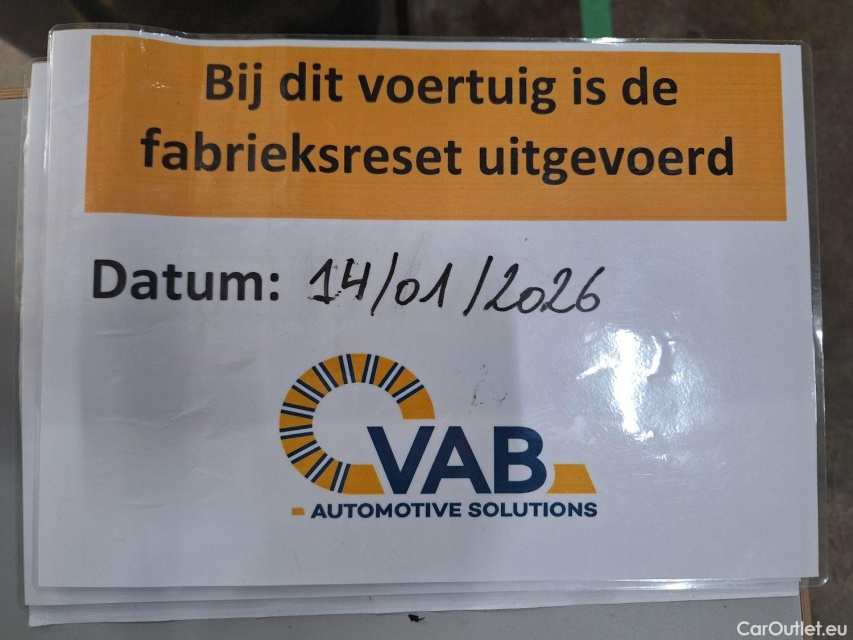 Bij dit voertuig is de
fabrieksreset uitgevoerd
Datum: 14/01/2026
VAB
AUTOMOTIVE SOLUTIONS
CarOutlet.eu